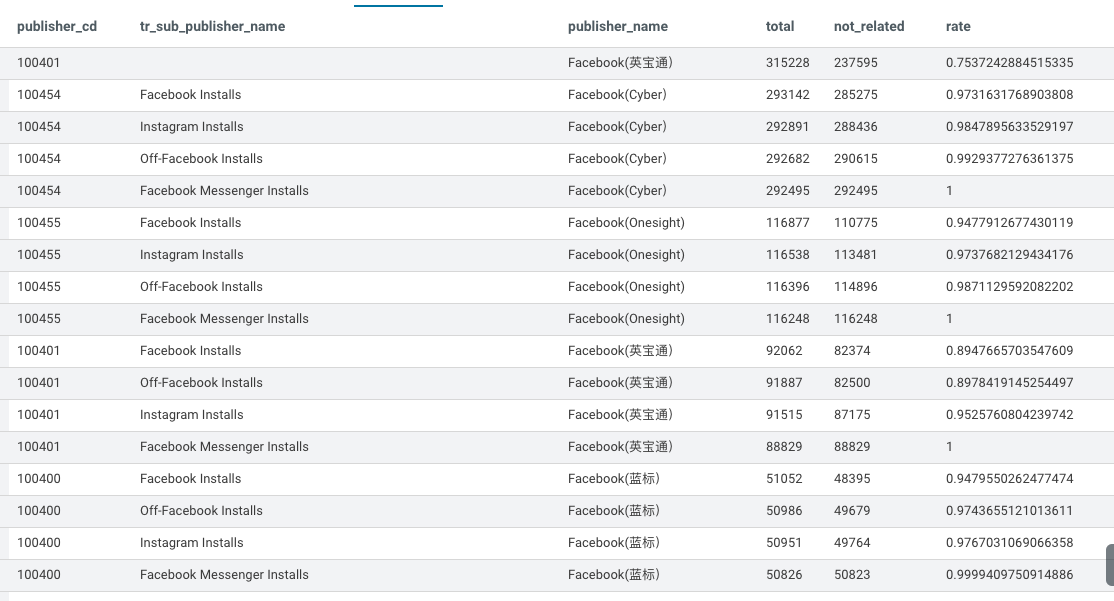 publisher_cd tr_sub_publisher_name publisher_name total not_related rate
100401 Facebook(英宝通) 315228 237595 0.7537242884515335
100454 Facebook Installs Facebook(Cyber) 293142 285275 0.9731631768903808
100454 Instagram Installs Facebook(Cyber) 292891 288436 0.9847895633529197
100454 Off-Facebook Installs Facebook(Cyber) 292682 290615 0.9929377276361375
100454 Facebook Messenger Installs Facebook(Cyber) 292495 292495 1
100455 Facebook Installs Facebook(Onesight) 116877 110775 0.9477912677430119
100455 Instagram Installs Facebook(Onesight) 116538 113481 0.9737682129434176
100455 Off-Facebook Installs Facebook(Onesight) 116396 114896 0.9871129592082202
100455 Facebook Messenger Installs Facebook(Onesight) 116248 116248 1
100401 Facebook Installs Facebook(英宝通) 92062 82374 0.8947665703547609
100401 Off-Facebook Installs Facebook(英宝通) 91887 82500 0.8978419145254497
100401 Instagram Installs Facebook(英宝通) 91515 87175 0.9525760804239742
100401 Facebook Messenger Installs Facebook(英宝通) 88829 88829 1
100400 Facebook Installs Facebook(蓝标) 51052 48395 0.9479550262477474
100400 Off-Facebook Installs Facebook(蓝标) 50986 49679 0.9743655121013611
100400 Instagram Installs Facebook(蓝标) 50951 49764 0.9767031069066358
100400 Facebook Messenger Installs Facebook(蓝标) 50826 50823 0.9999409750914886